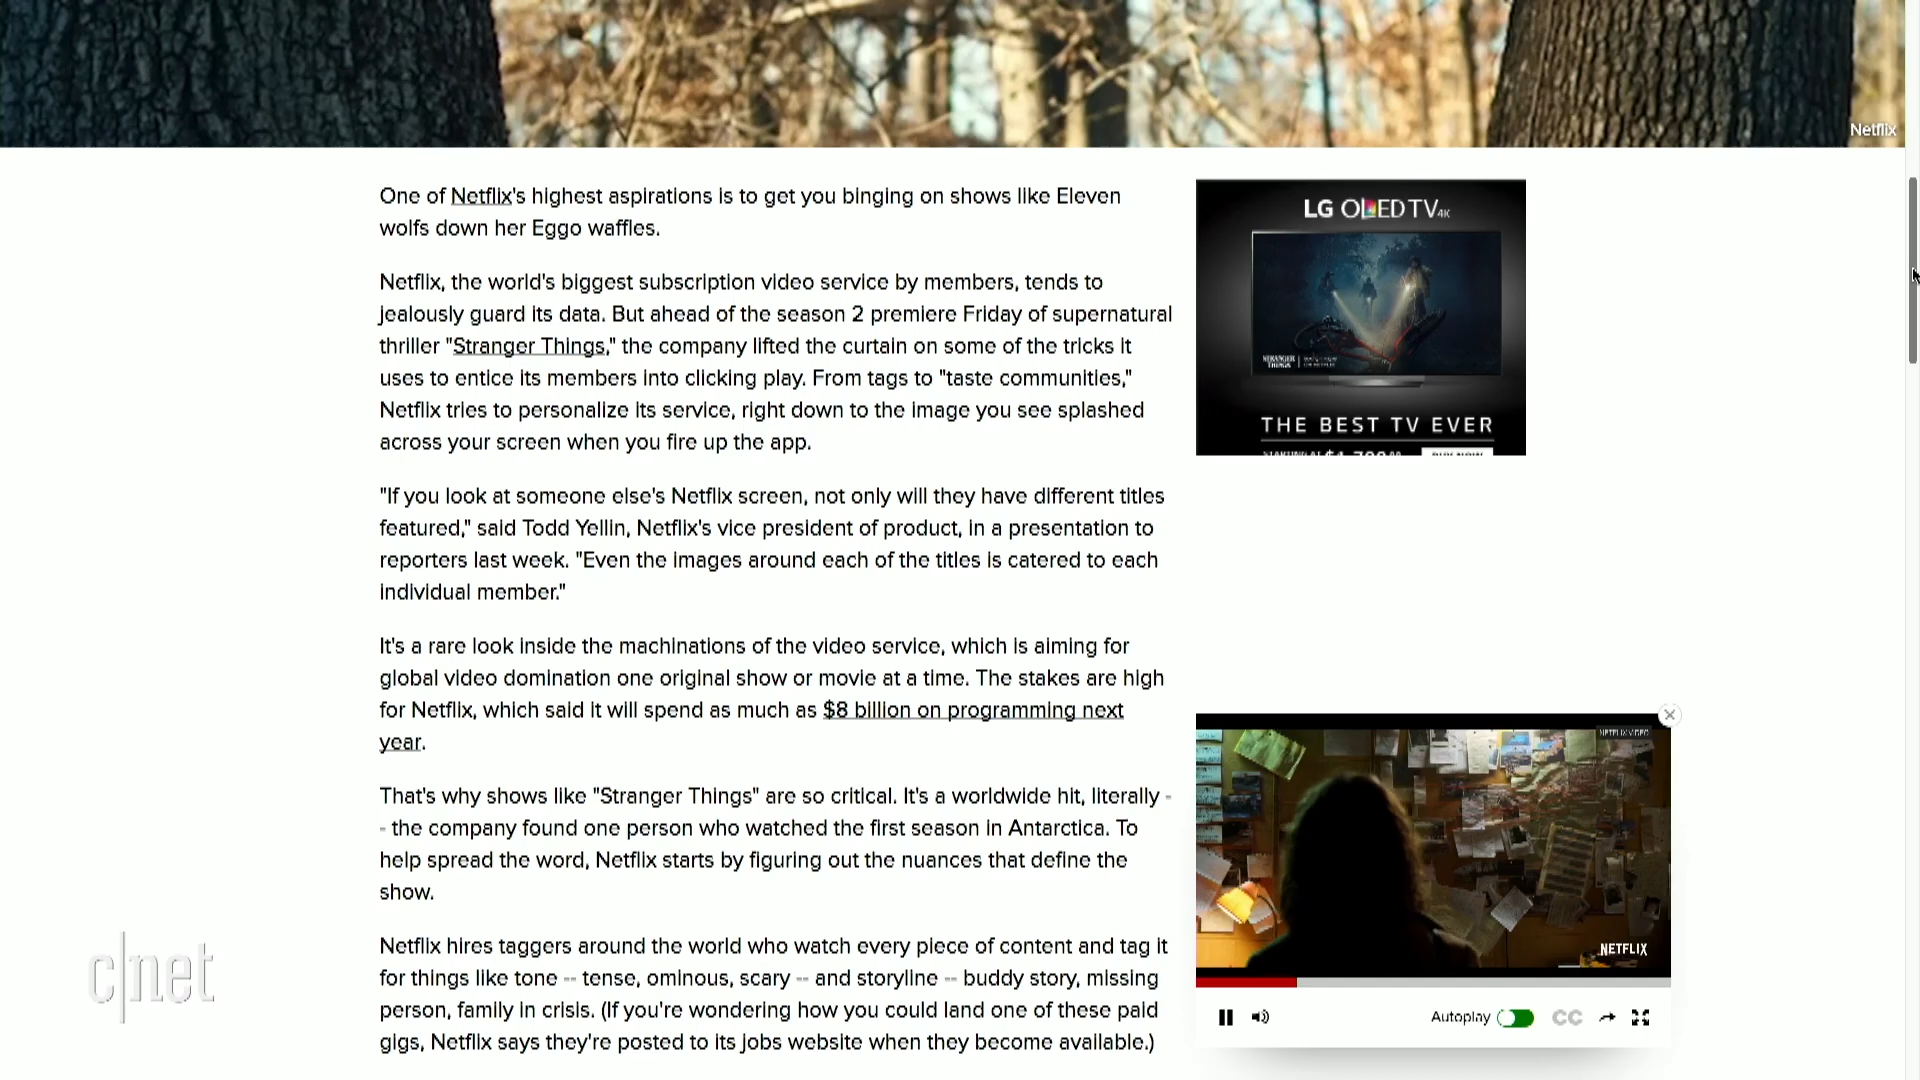 Netflix
One of Netflix's highest aspirations is to get you binging on shows like Eleven
wolfs down her Eggo waffles.
Netflix, the world's biggest subscription video service by members, tends to
jealously guard its data. But ahead of the season 2 premiere Friday of supernatural
thriller "Stranger Things," the company lifted the curtain on some of the tricks it
uses to entice its members into clicking play. From tags to "taste communities,"
Netflix tries to personalize its service, right down to the image you see splashed
across your screen when you fire up the app.
"If you look at someone else's Netflix screen, not only will they have different titles
featured," said Todd Yellin, Netflix's vice president of product, in a presentation to
reporters last week. "Even the images around each of the titles is catered to each
individual member."
It's a rare look inside the machinations of the video service, which is aiming for
global video domination one original show or movie at a time. The stakes are high
for Netflix, which said it will spend as much as $8 billion on programming next
year.
That's why shows like "Stranger Things" are so critical. It's a worldwide hit, literally -
- the company found one person who watched the first season in Antarctica. To
help spread the word, Netflix starts by figuring out the nuances that define the
show.
Netflix hires taggers around the world who watch every piece of content and tag it
for things like tone -- tense, ominous, scary -- and storyline -- buddy story, missing
person, family in crisis. (If you're wondering how you could land one of these paid
gigs, Netflix says they're posted to its jobs website when they become available.)
LG OLED TV 4K
STRANGER
THINGS
THE BEST TV EVER
NETFLIX VIDEO
NETFLIX
Autoplay CC
c|net